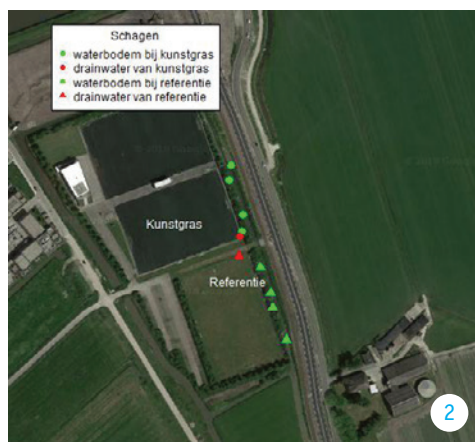 Schagen
waterbodem bij kunstgras
drainwater van kunstgras
waterbodem bij referentie
drainwater van referentie
Kunstgras
Referentie
2